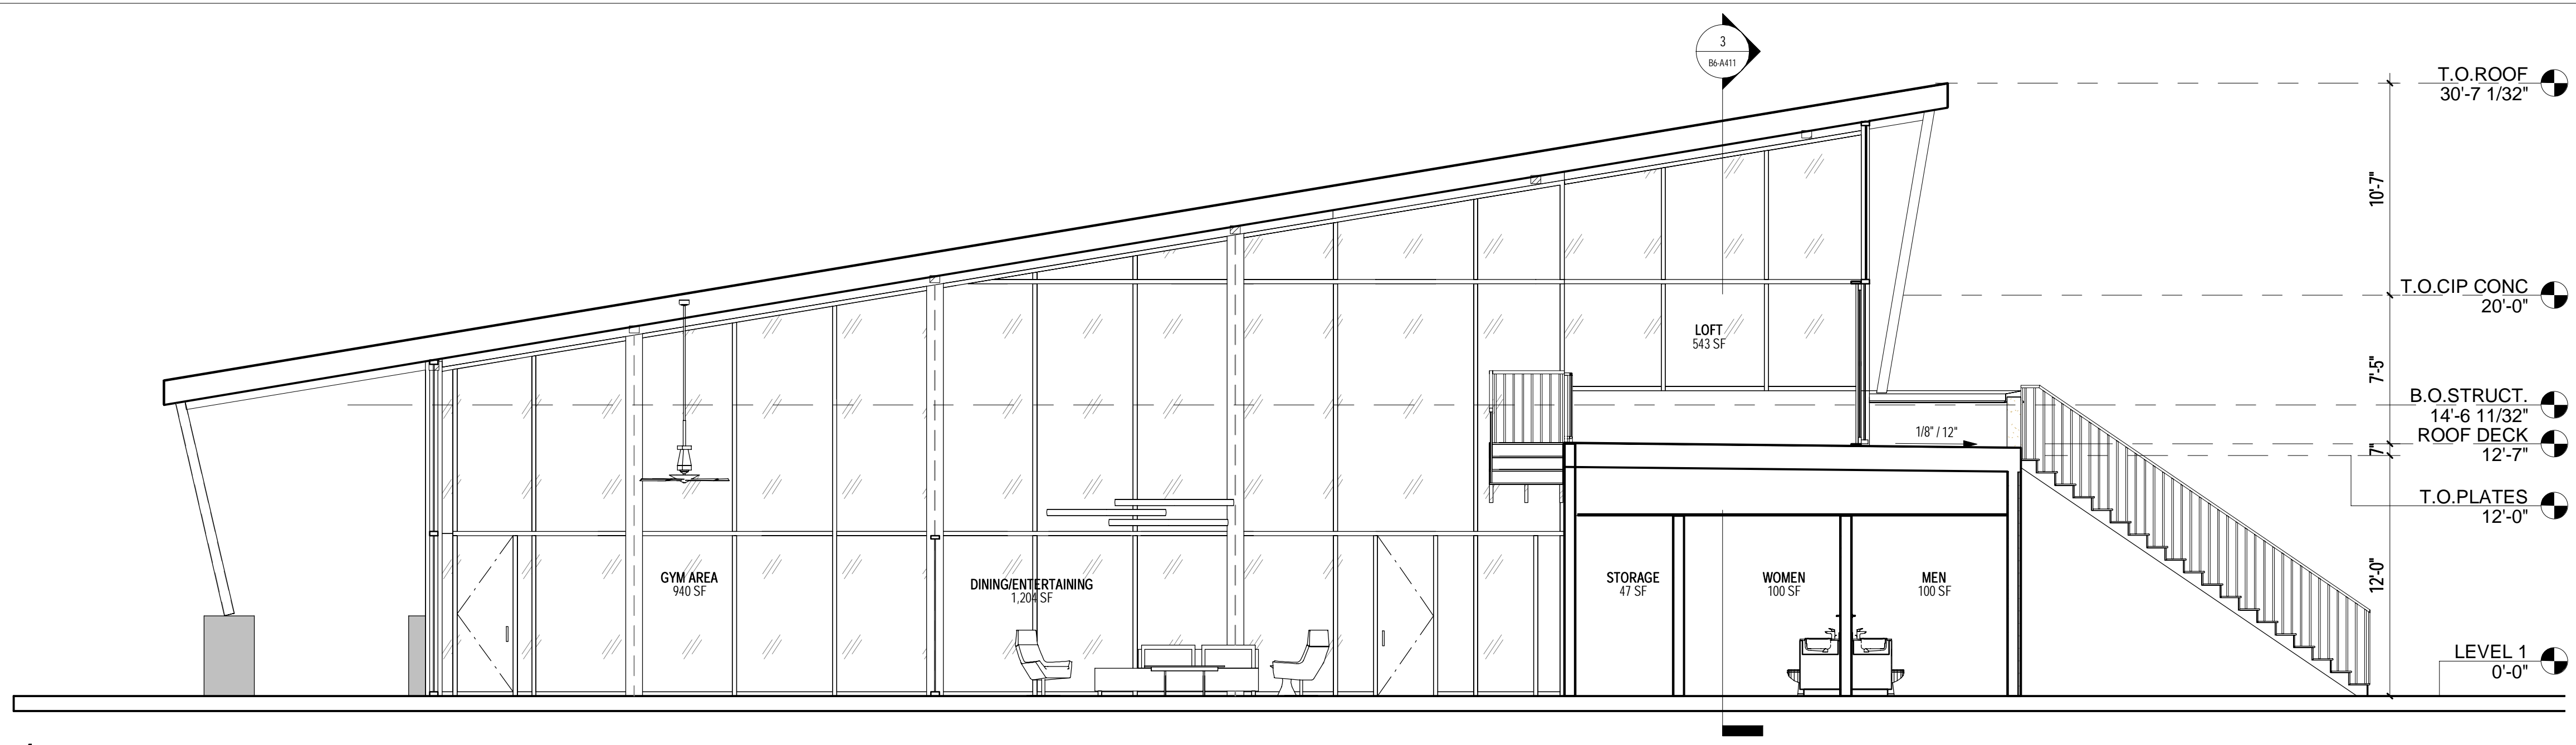 3
B6-A411
T.O.ROOF
30'-7 1/32"
10'-7"
T.O.CIP CONC
20'-0"
LOFT
543 SF
7'-5"
B.O.STRUCT.
14'-6 11/32"
ROOF DECK
12'-7"
1/8" / 12"
7"
T.O.PLATES
12'-0"
GYM AREA
940 SF
DINING/ENTERTAINING
1,204 SF
STORAGE
47 SF
WOMEN
100 SF
MEN
100 SF
12'-0"
LEVEL 1
0'-0"